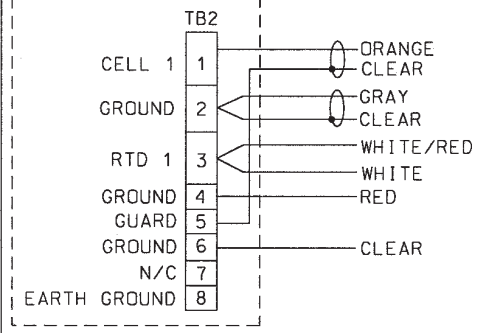 TB2
CELL 1 1 ORANGE
CLEAR
GROUND 2 GRAY
CLEAR
RTD 1 3 WHITE/RED
WHITE
GROUND 4 RED
GUARD 5
GROUND 6 CLEAR
N/C 7
EARTH GROUND 8